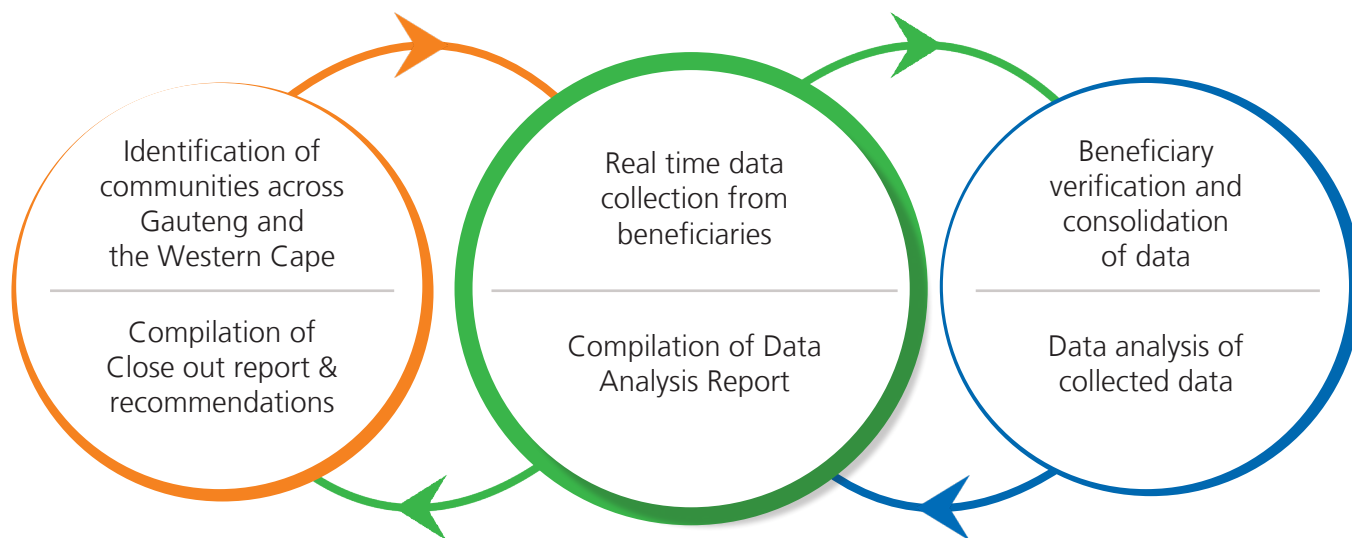 Identification of
communities across
Gauteng and
the Western Cape
Compilation of
Close out report &
recommendations
Real time data
collection from
beneficiaries
Compilation of Data
Analysis Report
Beneficiary
verification and
consolidation
of data
Data analysis of
collected data